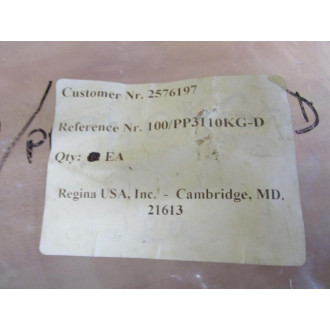 Customer Nr. 2576197
Reference Nr. 100/PP3110KG-D
Qty: EA
Regina USA, Inc. - Cambridge, MD.
21613